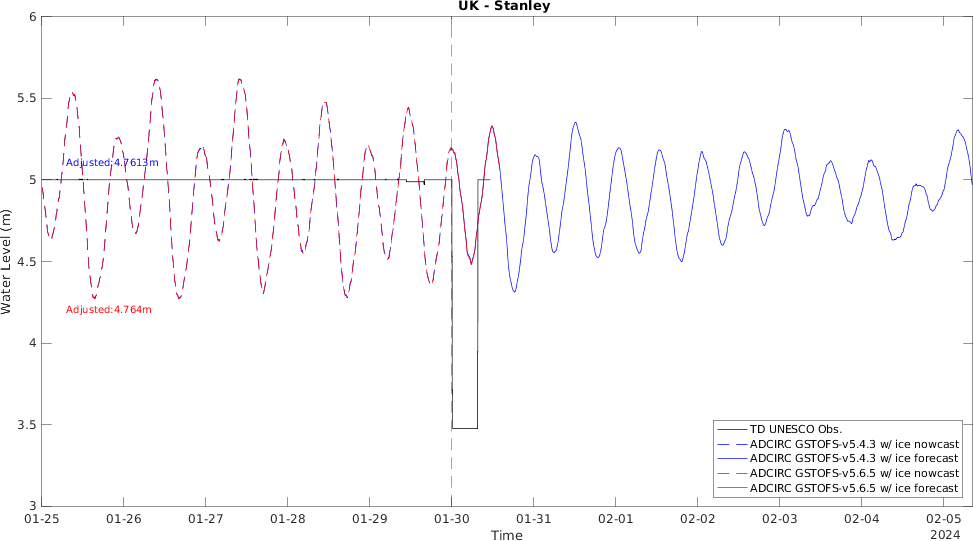 UK - Stanley
6
5.5
5
4.5
4
3.5
3
Water Level (m)
Adjusted:4.7613m
Adjusted:4.764m
TD UNESCO Obs.
ADCIRC GSTOFS-v5.4.3 w/ ice nowcast
ADCIRC GSTOFS-v5.4.3 w/ ice forecast
ADCIRC GSTOFS-v5.6.5 w/ ice nowcast
ADCIRC GSTOFS-v5.6.5 w/ ice forecast
01-25 01-26 01-27 01-28 01-29 01-30 01-31 02-01 02-02 02-03 02-04 02-05
Time
2024